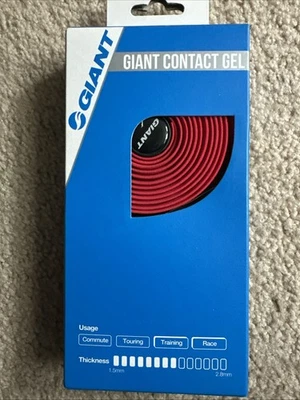 GIANT
GIANT CONTACT GEL
GIANT
Usage
Commute Touring Training Race
Thickness
1.5mm 2.8mm